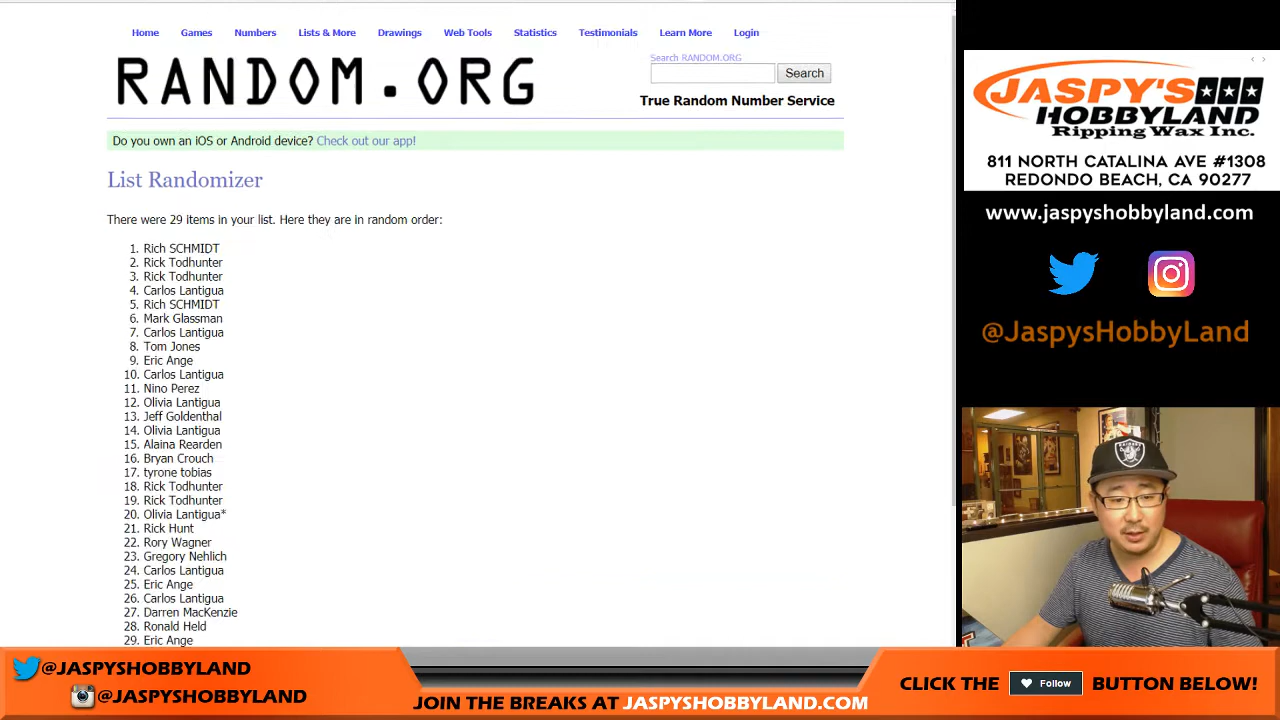 Home Games Numbers Lists & More Drawings Web Tools Statistics Testimonials Learn More Login
RANDOM.ORG
Search RANDOM.ORG
Search
True Random Number Service
Do you own an iOS or Android device? Check out our app!
List Randomizer
There were 29 items in your list. Here they are in random order:
1. Rich SCHMIDT
2. Rick Todhunter
3. Rick Todhunter
4. Carlos Lantigua
5. Rich SCHMIDT
6. Mark Glassman
7. Carlos Lantigua
8. Tom Jones
9. Eric Ange
10. Carlos Lantigua
11. Nino Perez
12. Olivia Lantigua
13. Jeff Goldenthal
14. Olivia Lantigua
15. Alaina Rearden
16. Bryan Crouch
17. tyrone tobias
18. Rick Todhunter
19. Rick Todhunter
20. Olivia Lantigua*
21. Rick Hunt
22. Rory Wagner
23. Gregory Nehlich
24. Carlos Lantigua
25. Eric Ange
26. Carlos Lantigua
27. Darren MacKenzie
28. Ronald Held
29. Eric Ange
JASPY'S
HOBBYLAND
Ripping Wax Inc.
811 NORTH CATALINA AVE #1308
REDONDO BEACH, CA 90277
www.jaspyshobbyland.com
@JaspysHobbyLand
@JASPYSHOBBYLAND
@JASPYSHOBBYLAND
JOIN THE BREAKS AT JASPYSHOBBYLAND.COM
CLICK THE Follow BUTTON BELOW!